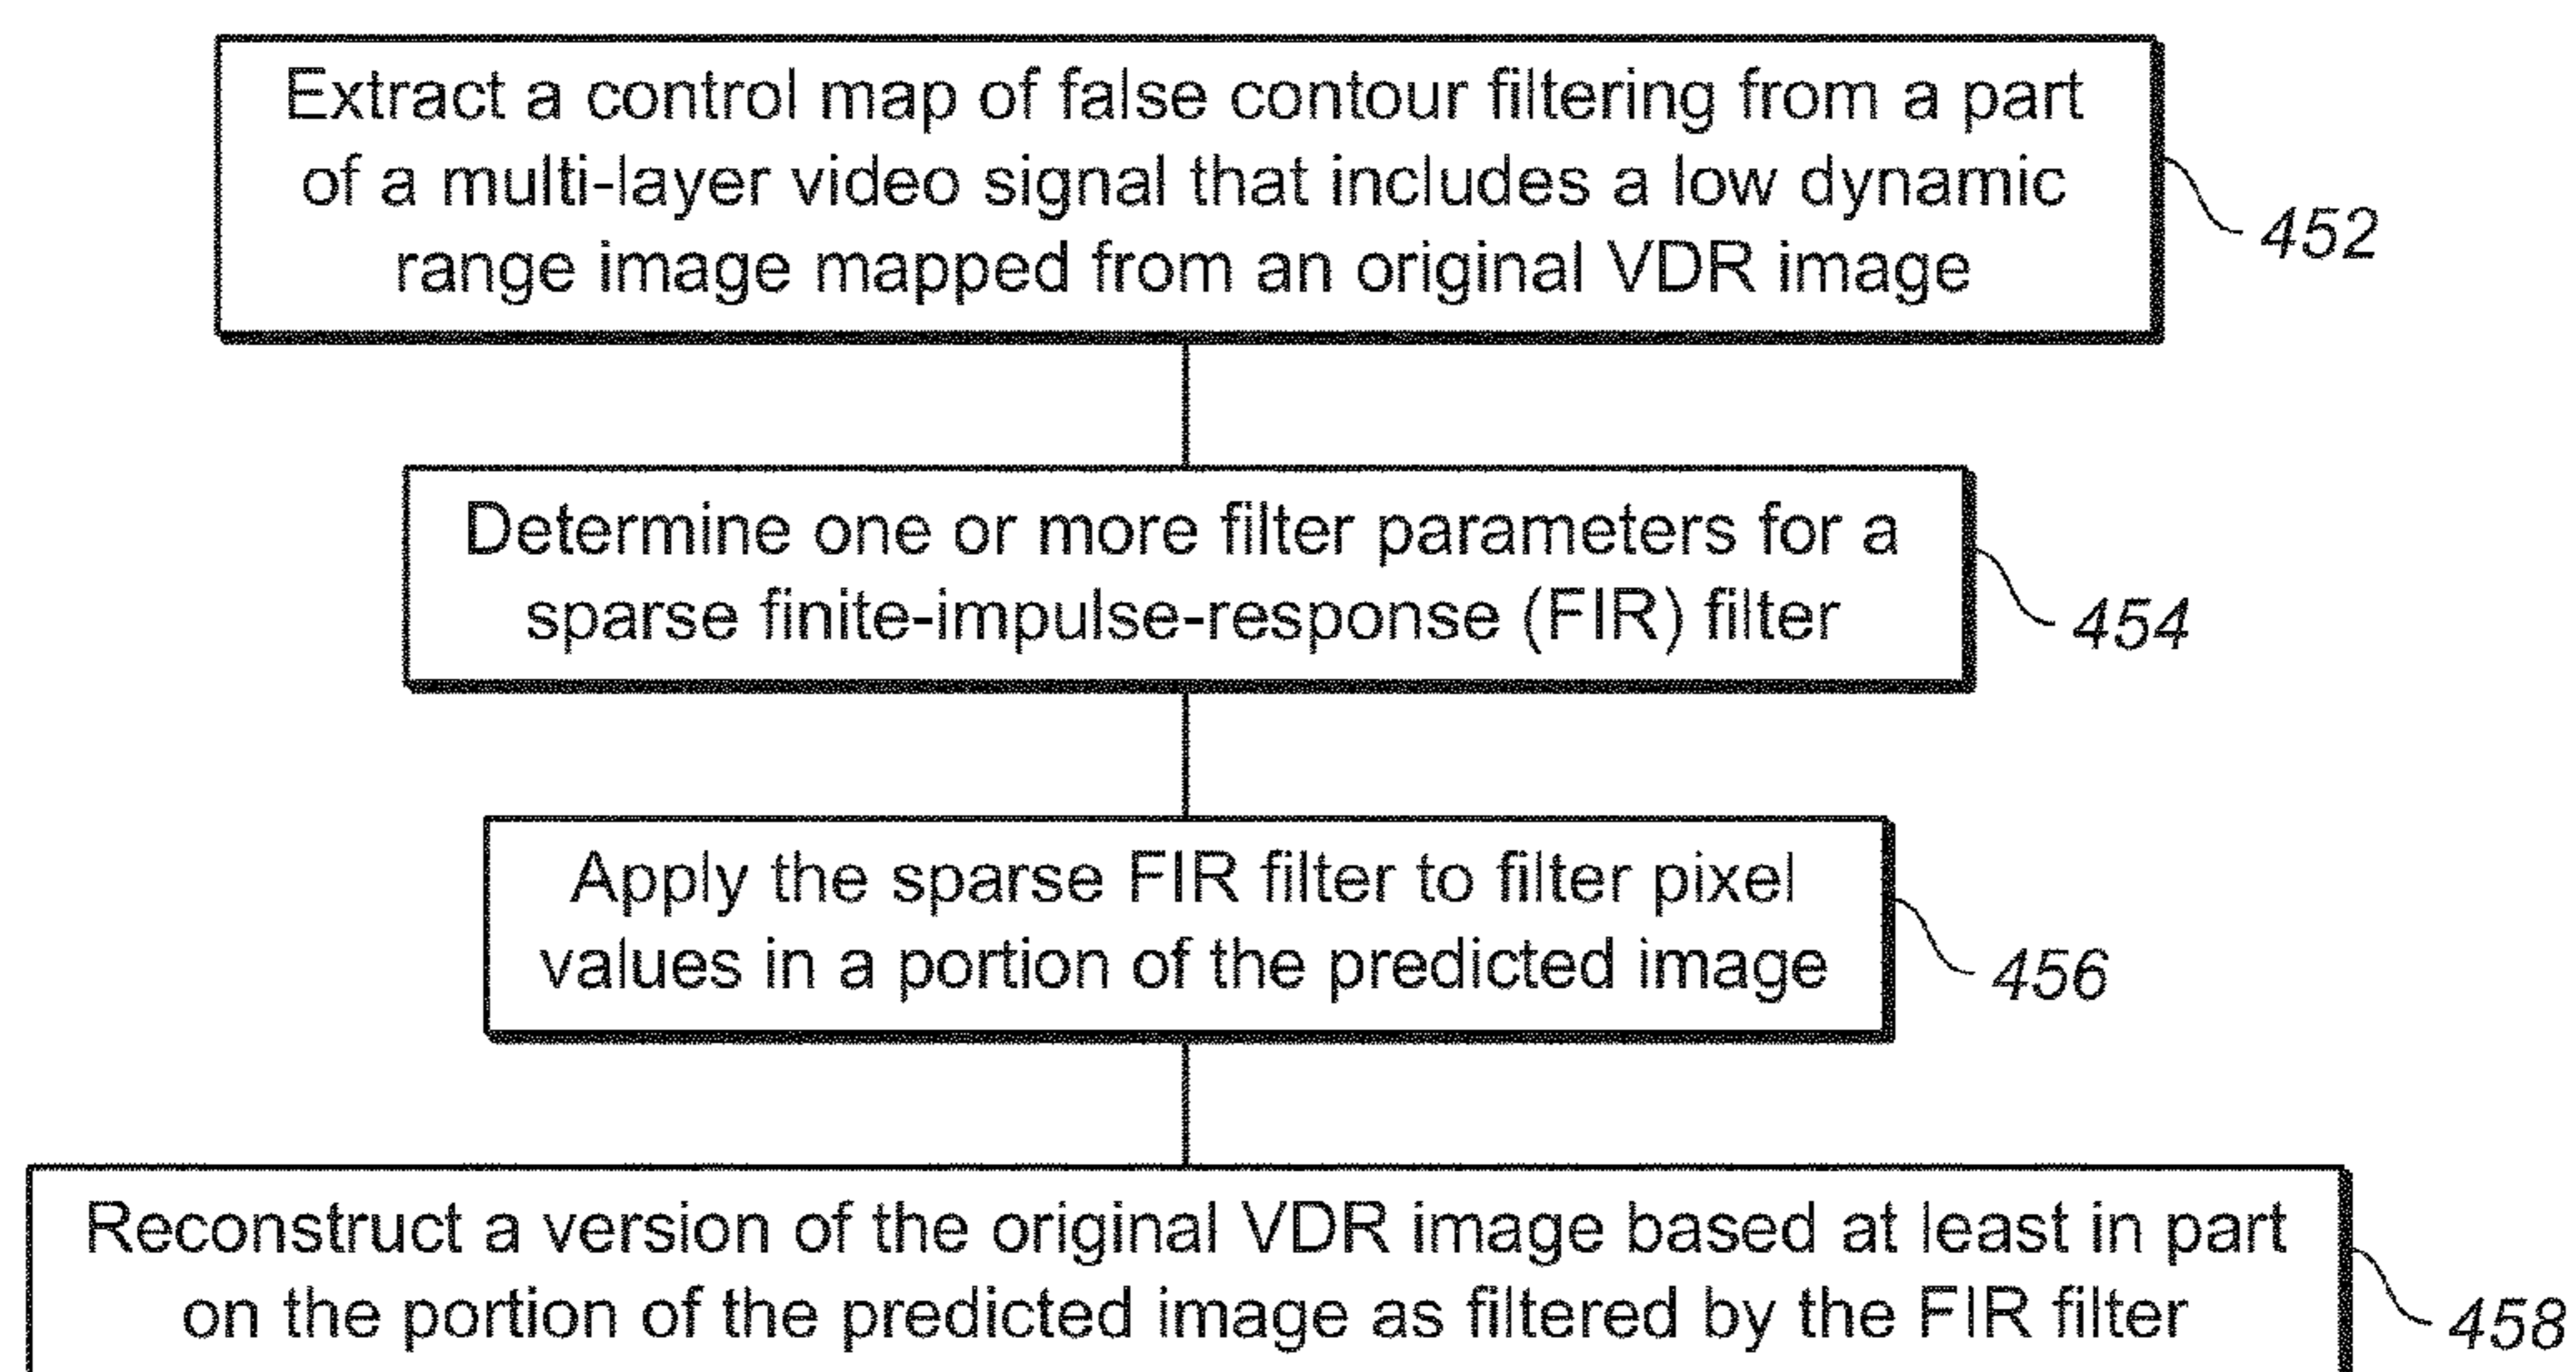 Extract a control map of false contour filtering from a part
of a multi-layer video signal that includes a low dynamic
range image mapped from an original VDR image
452
Determine one or more filter parameters for a
sparse finite-impulse-response (FIR) filter
454
Apply the sparse FIR filter to filter pixel
values in a portion of the predicted image
456
Reconstruct a version of the original VDR image based at least in part
on the portion of the predicted image as filtered by the FIR filter
458